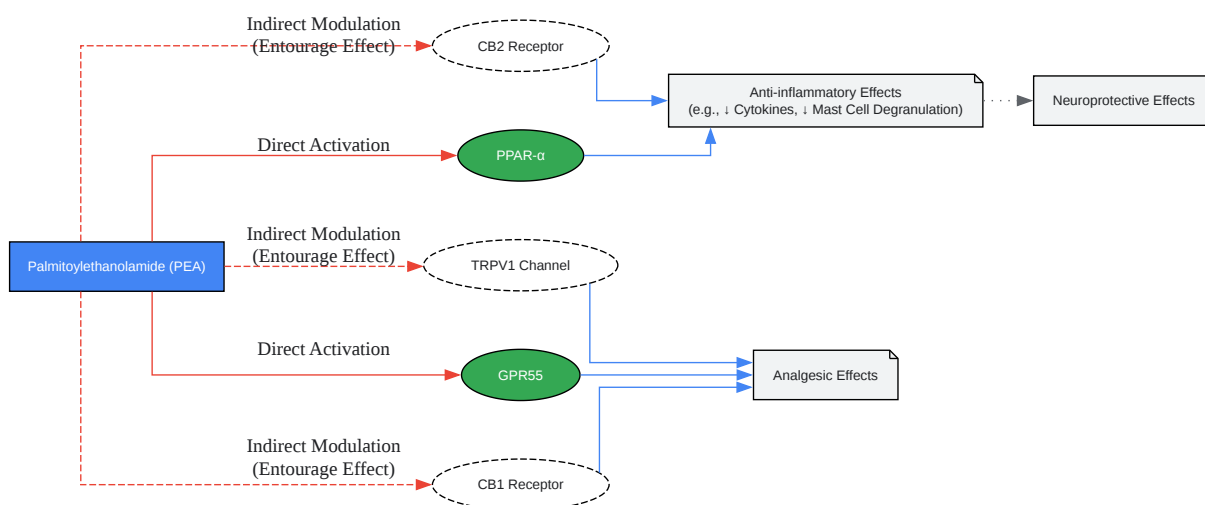 Indirect Modulation
(Entourage Effect)
CB2 Receptor
Anti-inflammatory Effects
(e.g., ↓ Cytokines, ↓ Mast Cell Degranulation)
Neuroprotective Effects
Direct Activation
PPAR-α
Indirect Modulation
(Entourage Effect)
TRPV1 Channel
Palmitoylethanolamide (PEA)
Direct Activation
GPR55
Analgesic Effects
Indirect Modulation
(Entourage Effect)
CB1 Receptor